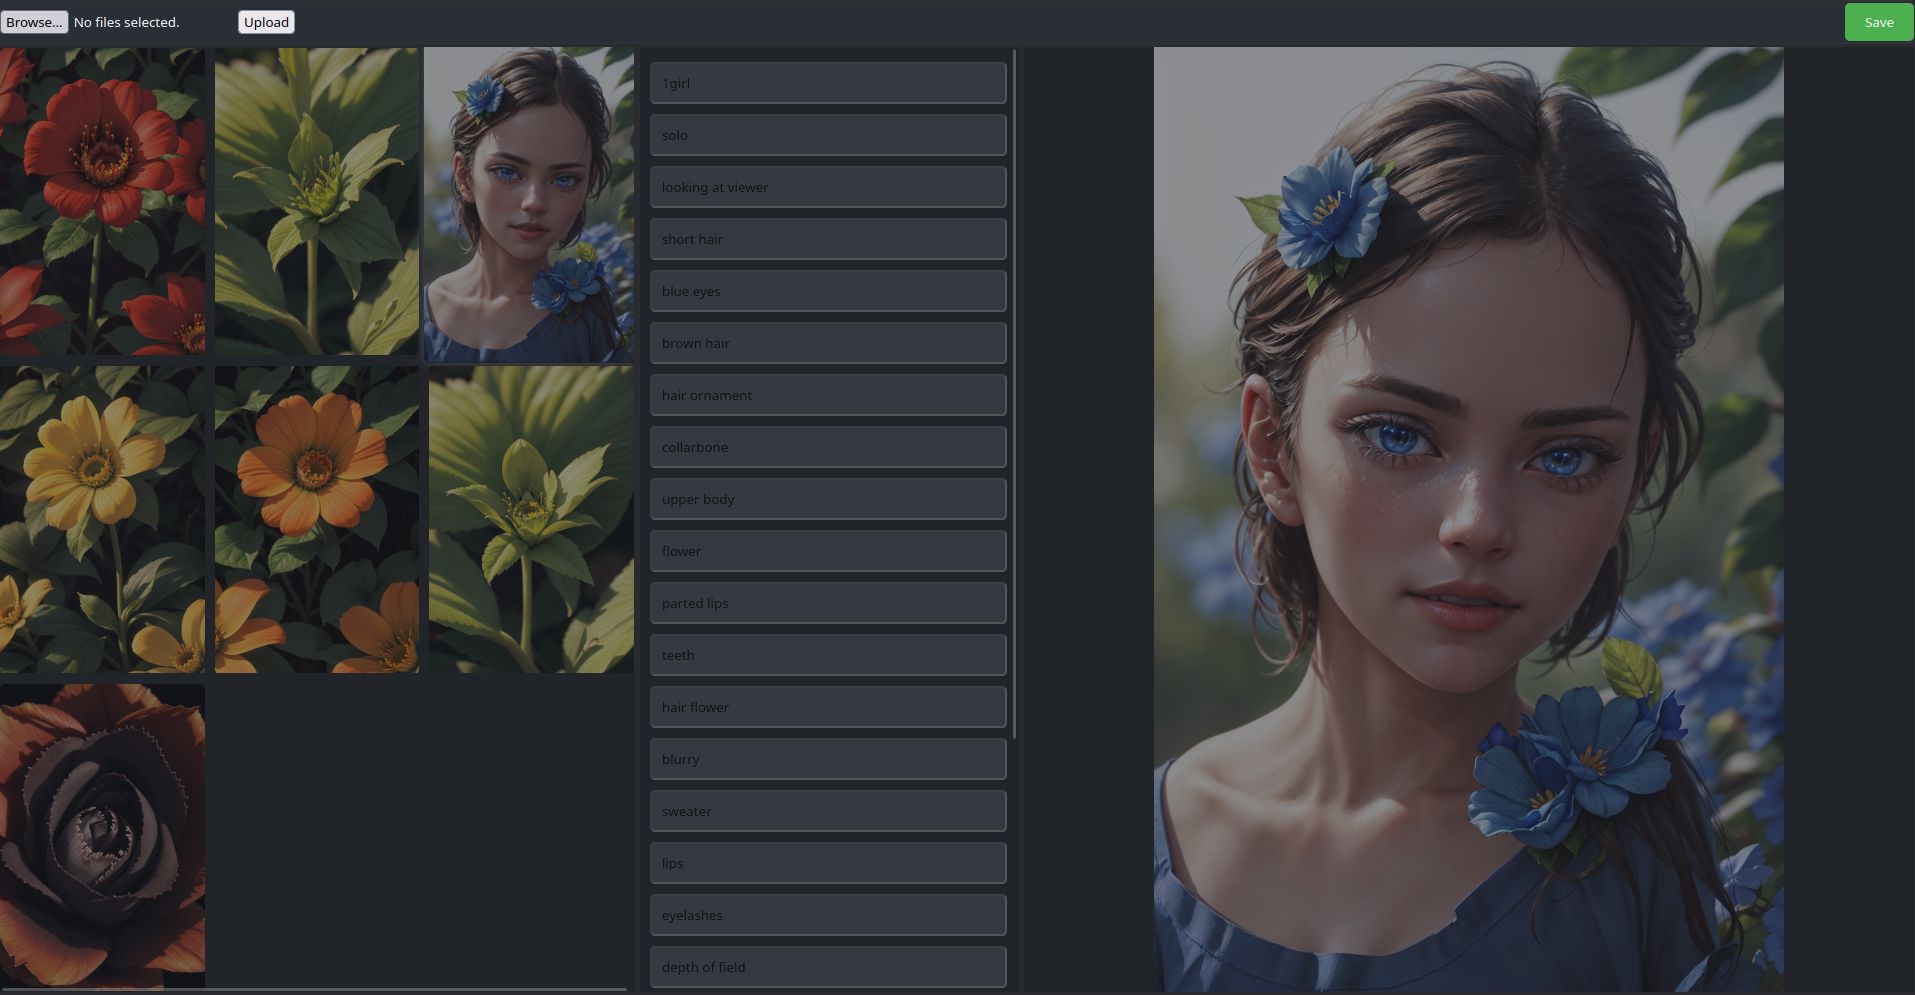 Browse... No files selected. Upload Save
1girl
solo
looking at viewer
short hair
blue eyes
brown hair
hair ornament
collarbone
upper body
flower
parted lips
teeth
hair flower
blurry
sweater
lips
eyelashes
depth of field